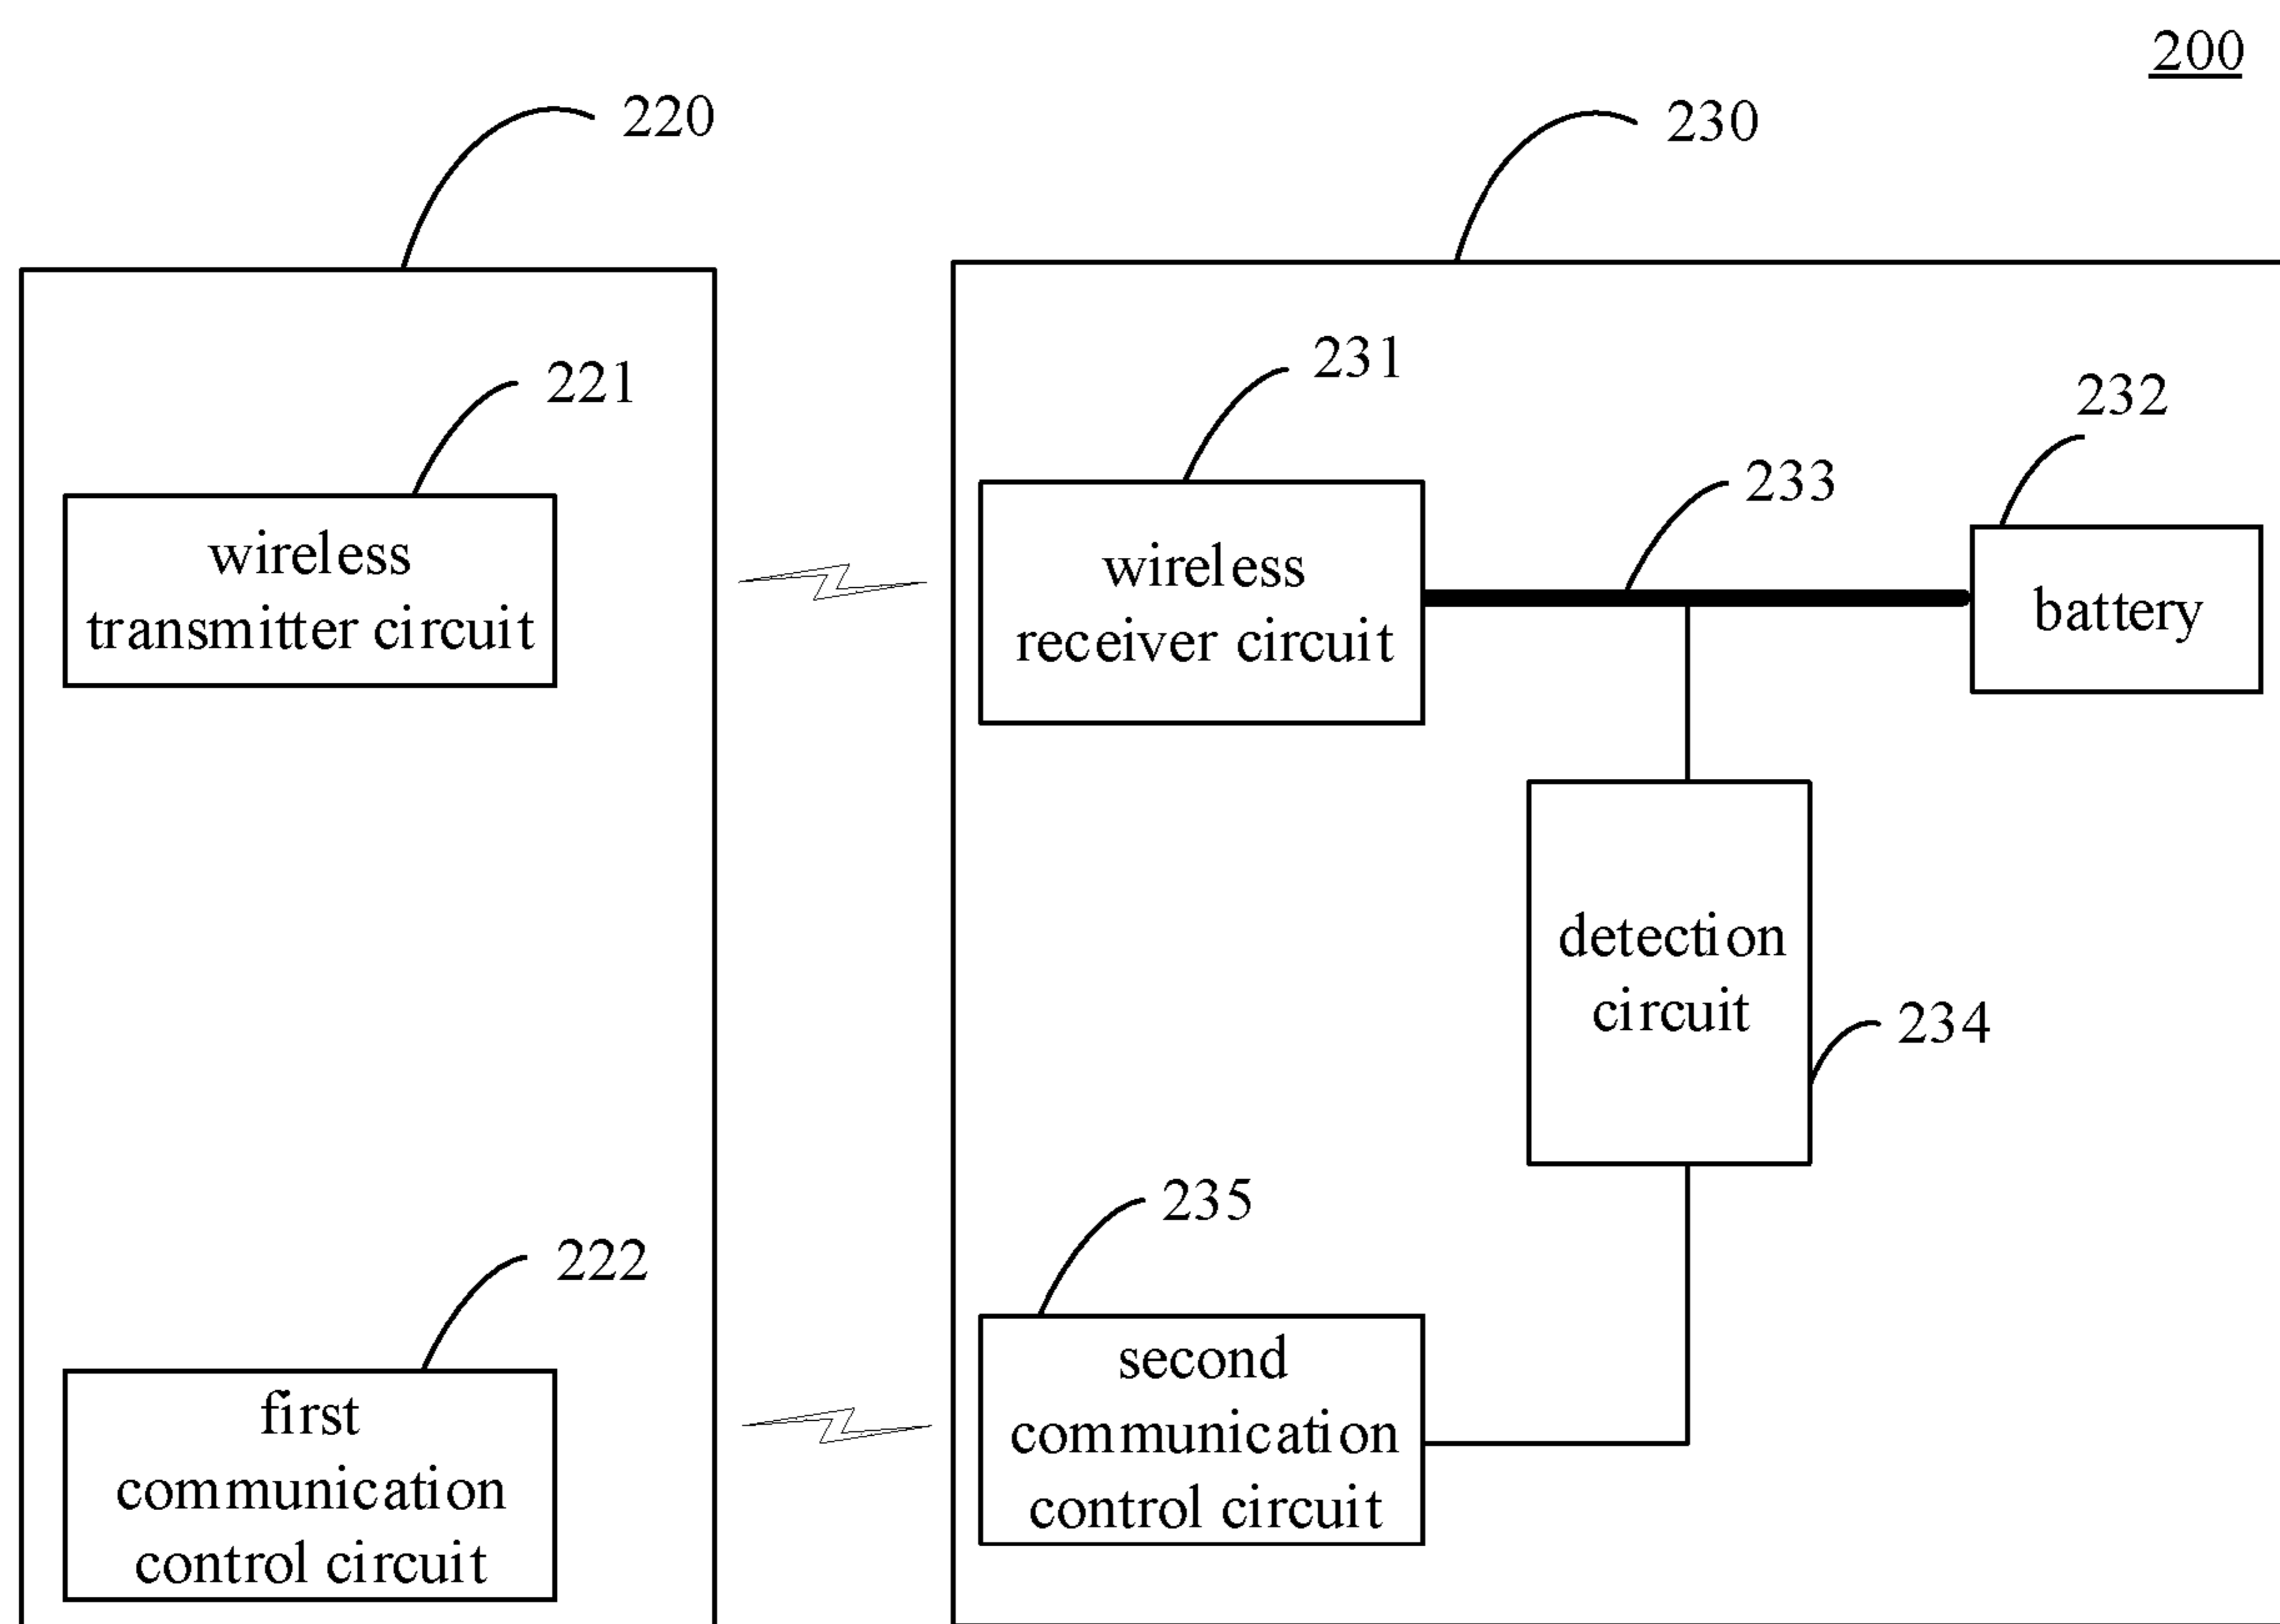 200
220
230
221
231
232
233
wireless
transmitter circuit
wireless
receiver circuit
battery
detection
circuit
234
235
222
second
communication
control circuit
first
communication
control circuit